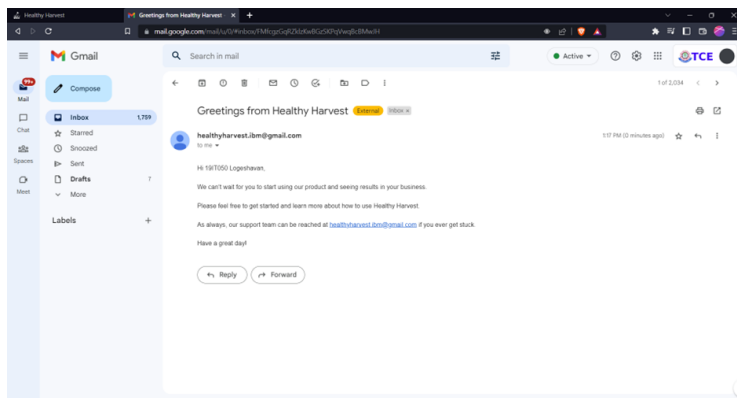 Healthy Harvest
Greetings from Healthy Harvest
mail.google.com/mail/u/0/#inbox/
Gmail
Search in mail
Active
TCE
99+
Mail
Compose
1 of 2,034
Inbox 1,759
Greetings from Healthy Harvest External Inbox x
Chat
Starred
Snoozed
healthyharvest.ibm@gmail.com
1:17 PM (0 minutes ago)
to me
Spaces
Sent
Drafts 7
Hi 19IT050 Logeshavan,
Meet
More
We can't wait for you to start using our product and seeing results in your business.
Please feel free to get started and learn more about how to use Healthy Harvest
Labels
As always, our support team can be reached at healthyharvest.ibm@gmail.com if you ever get stuck
Have a great day!
Reply
Forward